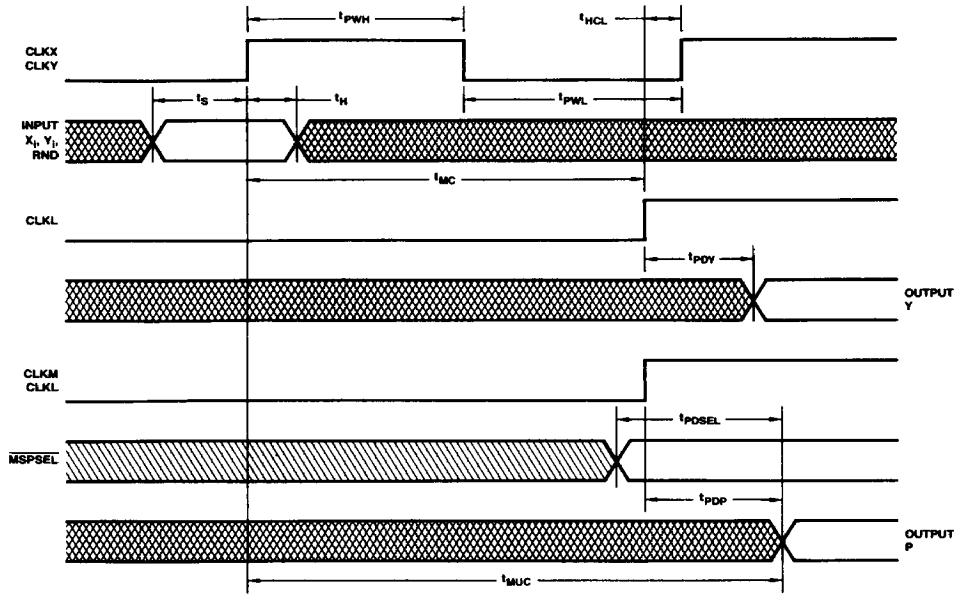 tPWH
tHCL
CLKX
CLKY
tS
tH
tPWL
INPUT
Xi, Yi,
RND
tMC
CLKL
tPDY
OUTPUT
Y
CLKM
CLKL
tPDSEL
MSPSEL
tPDP
OUTPUT
P
tMUC